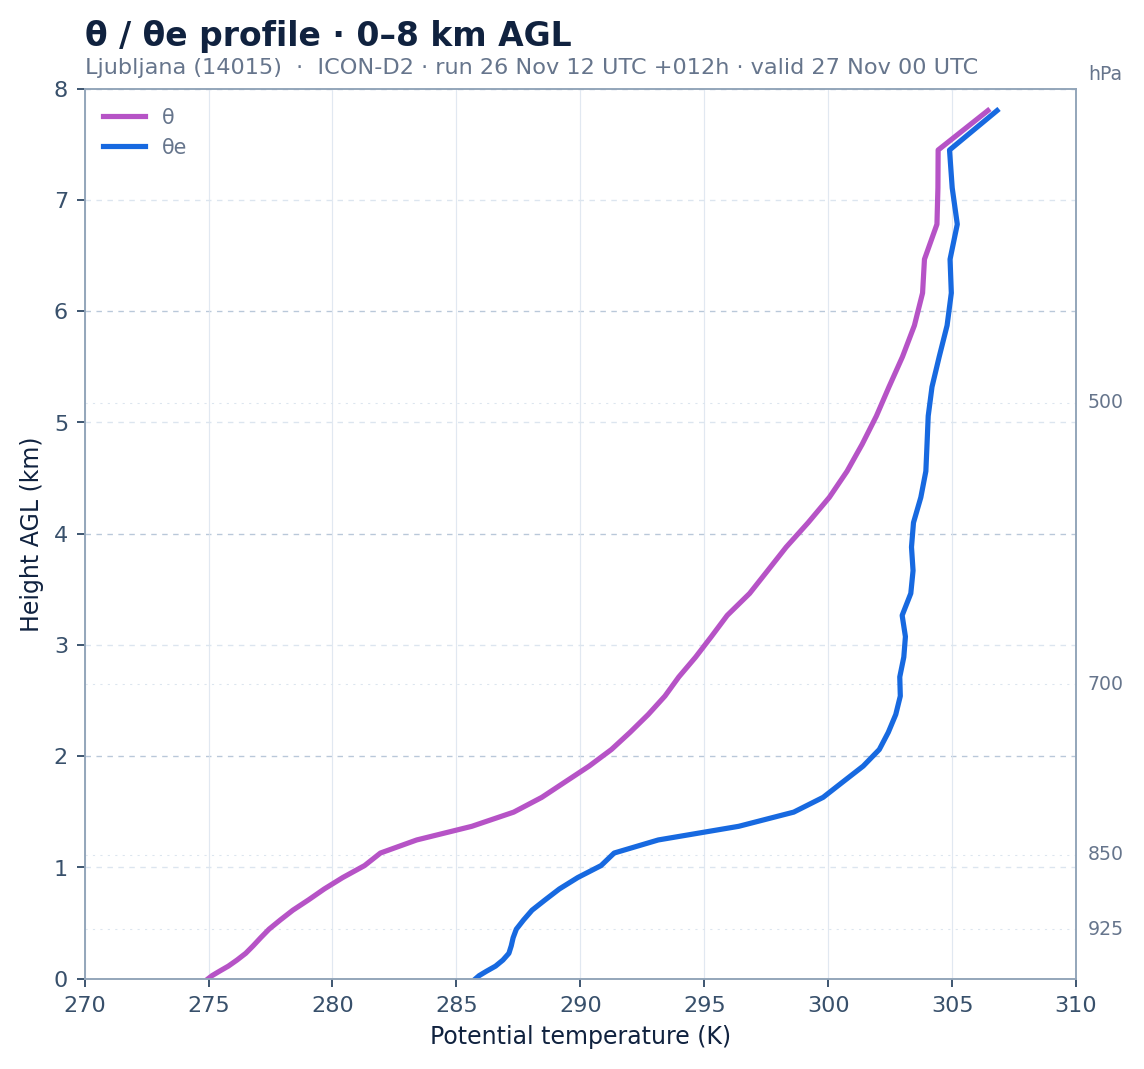 θ / θe profile · 0–8 km AGL
Ljubljana (14015)  ·  ICON-D2 · run 26 Nov 12 UTC +012h · valid 27 Nov 00 UTC
hPa
θ
θe
8
7
6
5
4
3
2
1
0
500
700
850
925
Height AGL (km)
270 275 280 285 290 295 300 305 310
Potential temperature (K)